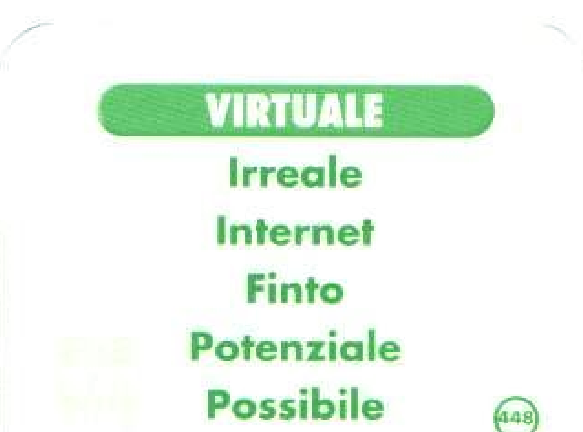 VIRTUALE
Irreale
Internet
Finto
Potenziale
Possibile
448